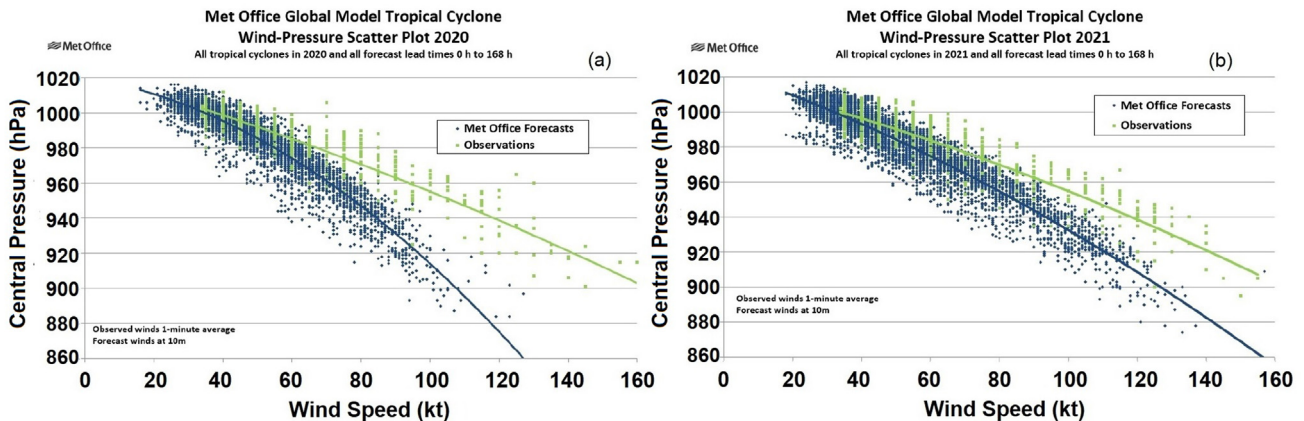 Met Office Global Model Tropical Cyclone
Wind-Pressure Scatter Plot 2020
All tropical cyclones in 2020 and all forecast lead times 0 h to 168 h
Met Office
(a)
Central Pressure (hPa)
1020
1000
980
960
940
920
900
880
860
Met Office Forecasts
Observations
Observed winds 1-minute average
Forecast winds at 10m
0 20 40 60 80 100 120 140 160
Wind Speed (kt)
Met Office Global Model Tropical Cyclone
Wind-Pressure Scatter Plot 2021
All tropical cyclones in 2021 and all forecast lead times 0 h to 168 h
Met Office
(b)
Central Pressure (hPa)
1020
1000
980
960
940
920
900
880
860
Met Office Forecasts
Observations
Observed winds 1-minute average
Forecast winds at 10m
0 20 40 60 80 100 120 140 160
Wind Speed (kt)